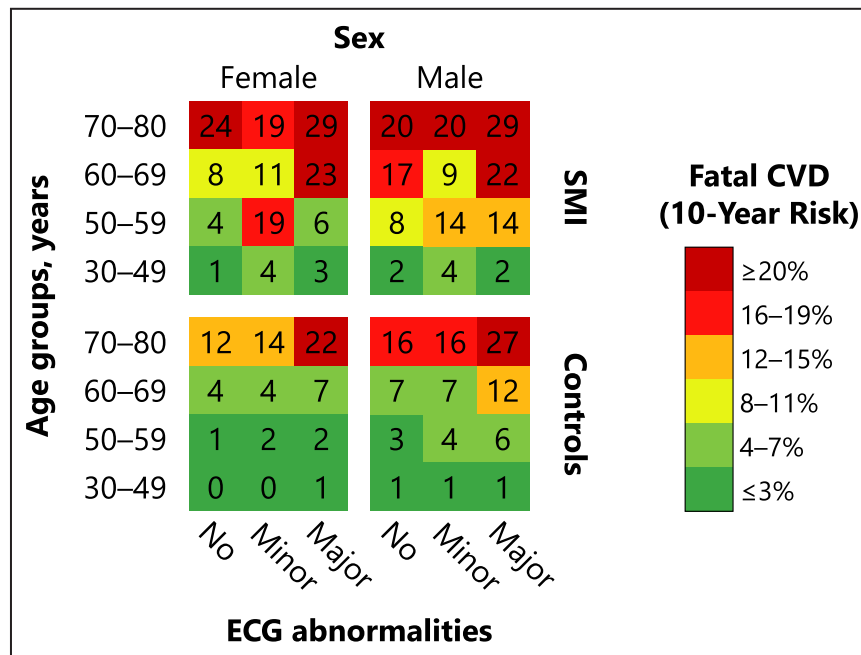 Sex
Female Male
70–80 24 19 29 20 20 29
60–69 8 11 23 17 9 22
50–59 4 19 6 8 14 14
30–49 1 4 3 2 4 2
SMI
70–80 12 14 22 16 16 27
60–69 4 4 7 7 7 12
50–59 1 2 2 3 4 6
30–49 0 0 1 1 1 1
Controls
Age groups, years
No Minor Major No Minor Major
ECG abnormalities
Fatal CVD
(10-Year Risk)
≥20%
16–19%
12–15%
8–11%
4–7%
≤3%